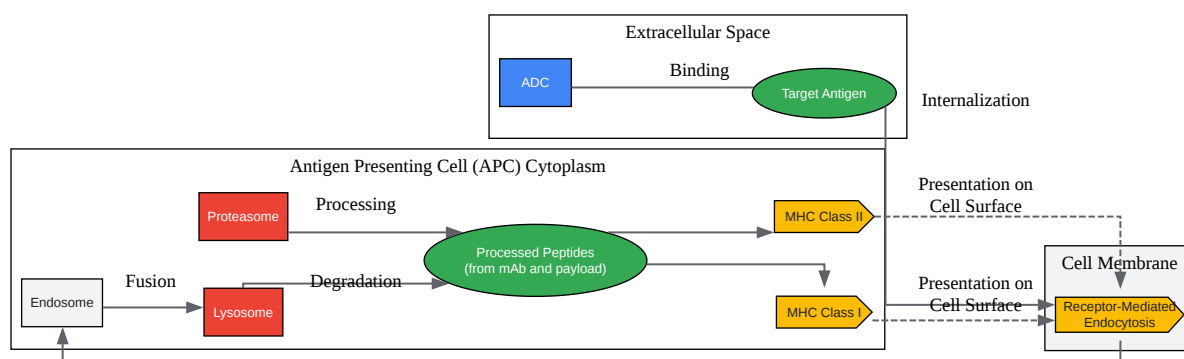 Extracellular Space
ADC
Binding
Target Antigen
Internalization
Antigen Presenting Cell (APC) Cytoplasm
Proteasome
Processing
MHC Class II
Presentation on
Cell Surface
Processed Peptides
(from mAb and payload)
Endosome
Fusion
Lysosome
Degradation
MHC Class I
Presentation on
Cell Surface
Cell Membrane
Receptor-Mediated
Endocytosis